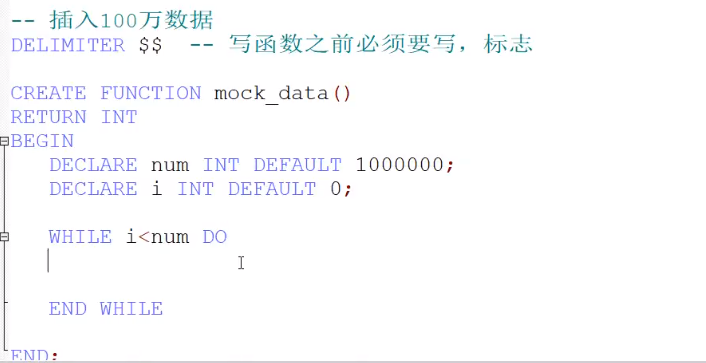 -- 插入100万数据
DELIMITER $$  -- 写函数之前必须要写，标志
CREATE FUNCTION mock_data()
RETURN INT
BEGIN
DECLARE num INT DEFAULT 1000000;
DECLARE i INT DEFAULT 0;
WHILE i<num DO
END WHILE
END;